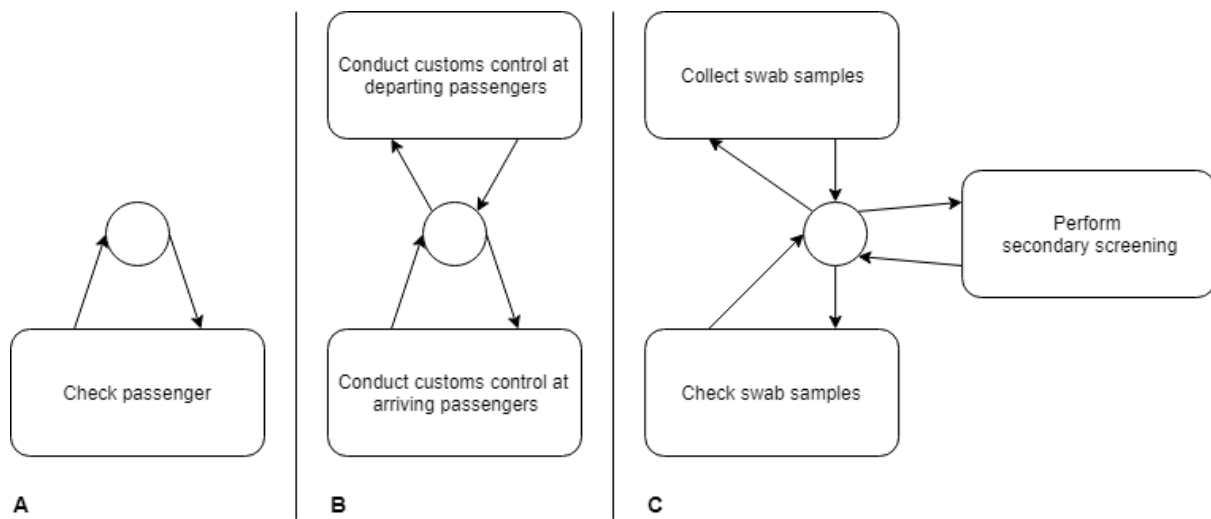 Check passenger
A
Conduct customs control at
departing passengers
Conduct customs control at
arriving passengers
B
Collect swab samples
Perform
secondary screening
Check swab samples
C